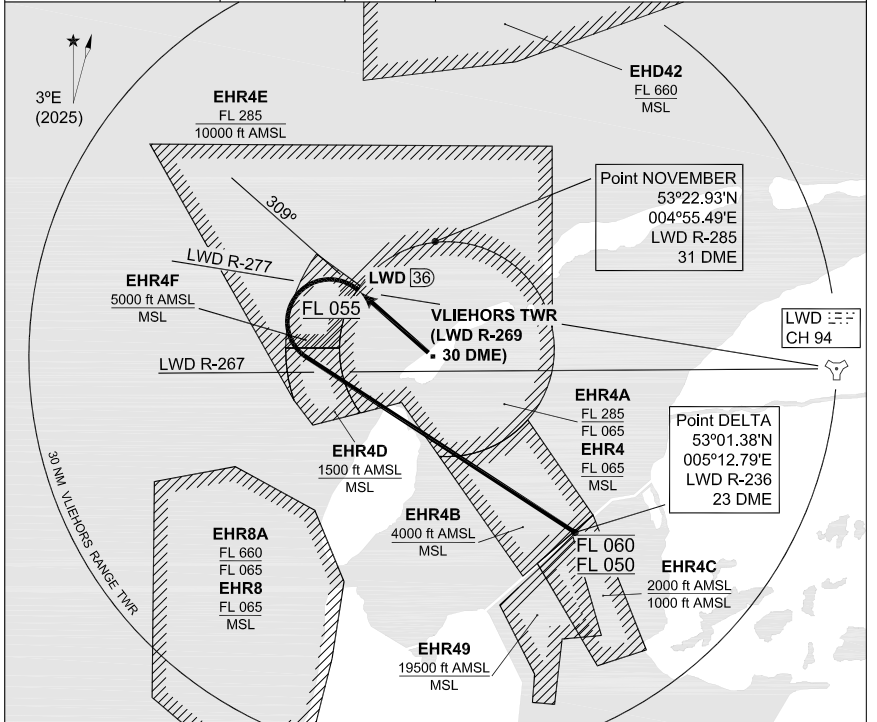 3ºE
(2025)
EHR4E
FL 285
10000 ft AMSL
EHD42
FL 660
MSL
Point NOVEMBER
53º22.93'N
004º55.49'E
LWD R-285
31 DME
309º
LWD R-277
LWD 36
EHR4F
5000 ft AMSL
MSL
FL 055
VLIEHORS TWR
(LWD R-269
30 DME)
LWD
CH 94
LWD R-267
EHR4A
FL 285
FL 065
EHR4
FL 065
MSL
Point DELTA
53º01.38'N
005º12.79'E
LWD R-236
23 DME
EHR4D
1500 ft AMSL
MSL
30 NM VLIEHORS RANGE TWR
EHR8A
FL 660
FL 065
EHR8
FL 065
MSL
EHR4B
4000 ft AMSL
MSL
FL 060
FL 050
EHR4C
2000 ft AMSL
1000 ft AMSL
EHR49
19500 ft AMSL
MSL